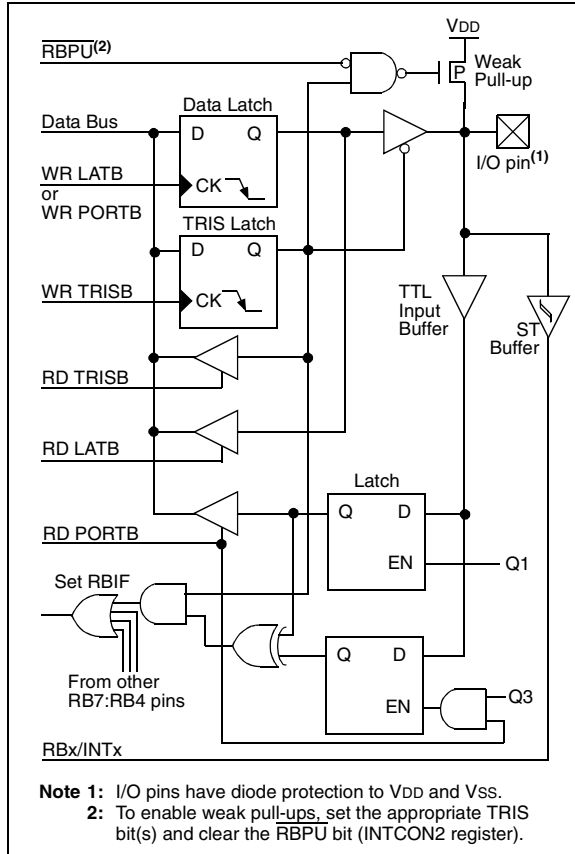 VDD
RBPU(2)
Weak
Pull-up
P
Data Latch
Data Bus
D Q
I/O pin(1)
WR LATB
or
WR PORTB
CK
TRIS Latch
D Q
WR TRISB
CK
TTL
Input
Buffer
ST
Buffer
RD TRISB
RD LATB
Latch
Q D
RD PORTB
EN
Q1
Set RBIF
Q D
From other
RB7:RB4 pins
EN
Q3
RBx/INTx
Note 1: I/O pins have diode protection to VDD and VSS.
2: To enable weak pull-ups, set the appropriate TRIS
bit(s) and clear the RBPU bit (INTCON2 register).